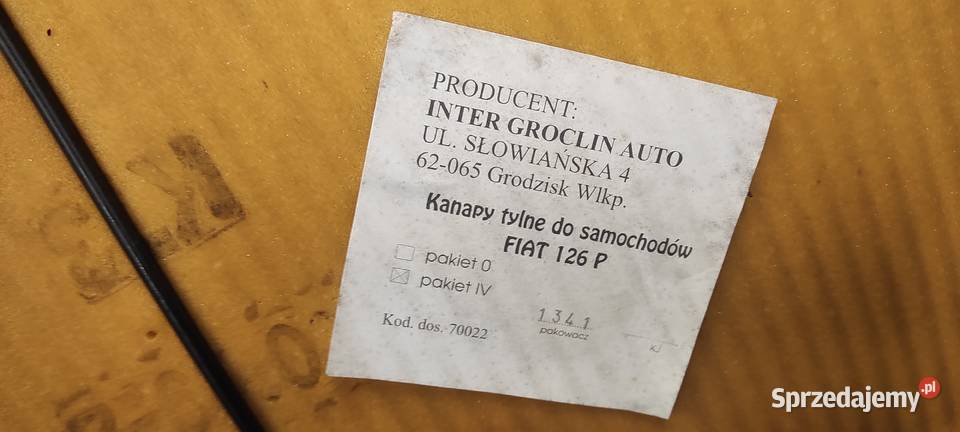 PRODUCENT:
INTER GROCLIN AUTO
UL. SŁOWIAŃSKA 4
62-065 Grodzisk Wlkp.
Kanapy tylne do samochodów
FIAT 126 P
pakiet 0
pakiet IV
Kod. dos. 70022
1341
pakowacz
KJ
Sprzedajemy.pl